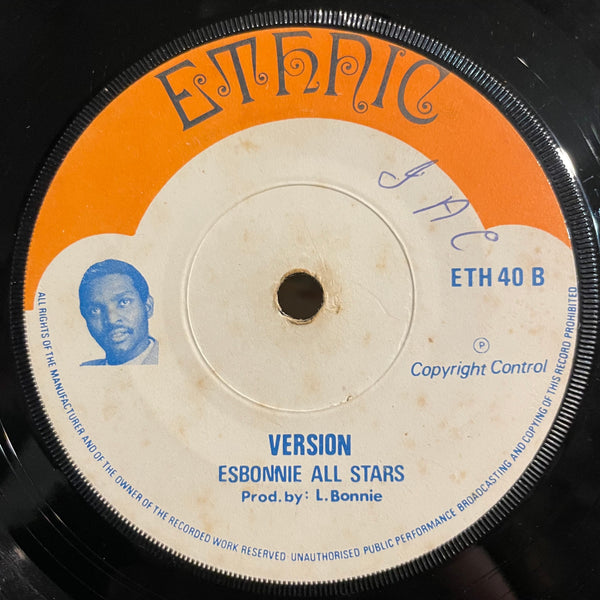 ETHNIC
J A C
ETH 40 B
℗
Copyright Control
VERSION
ESBONNIE ALL STARS
Prod. by: L. Bonnie
ALL RIGHTS OF THE MANUFACTURER AND OF THE OWNER OF THE RECORDED WORK RESERVED UNAUTHORISED PUBLIC PERFORMANCE BROADCASTING AND COPYING OF THIS RECORD PROHIBITED